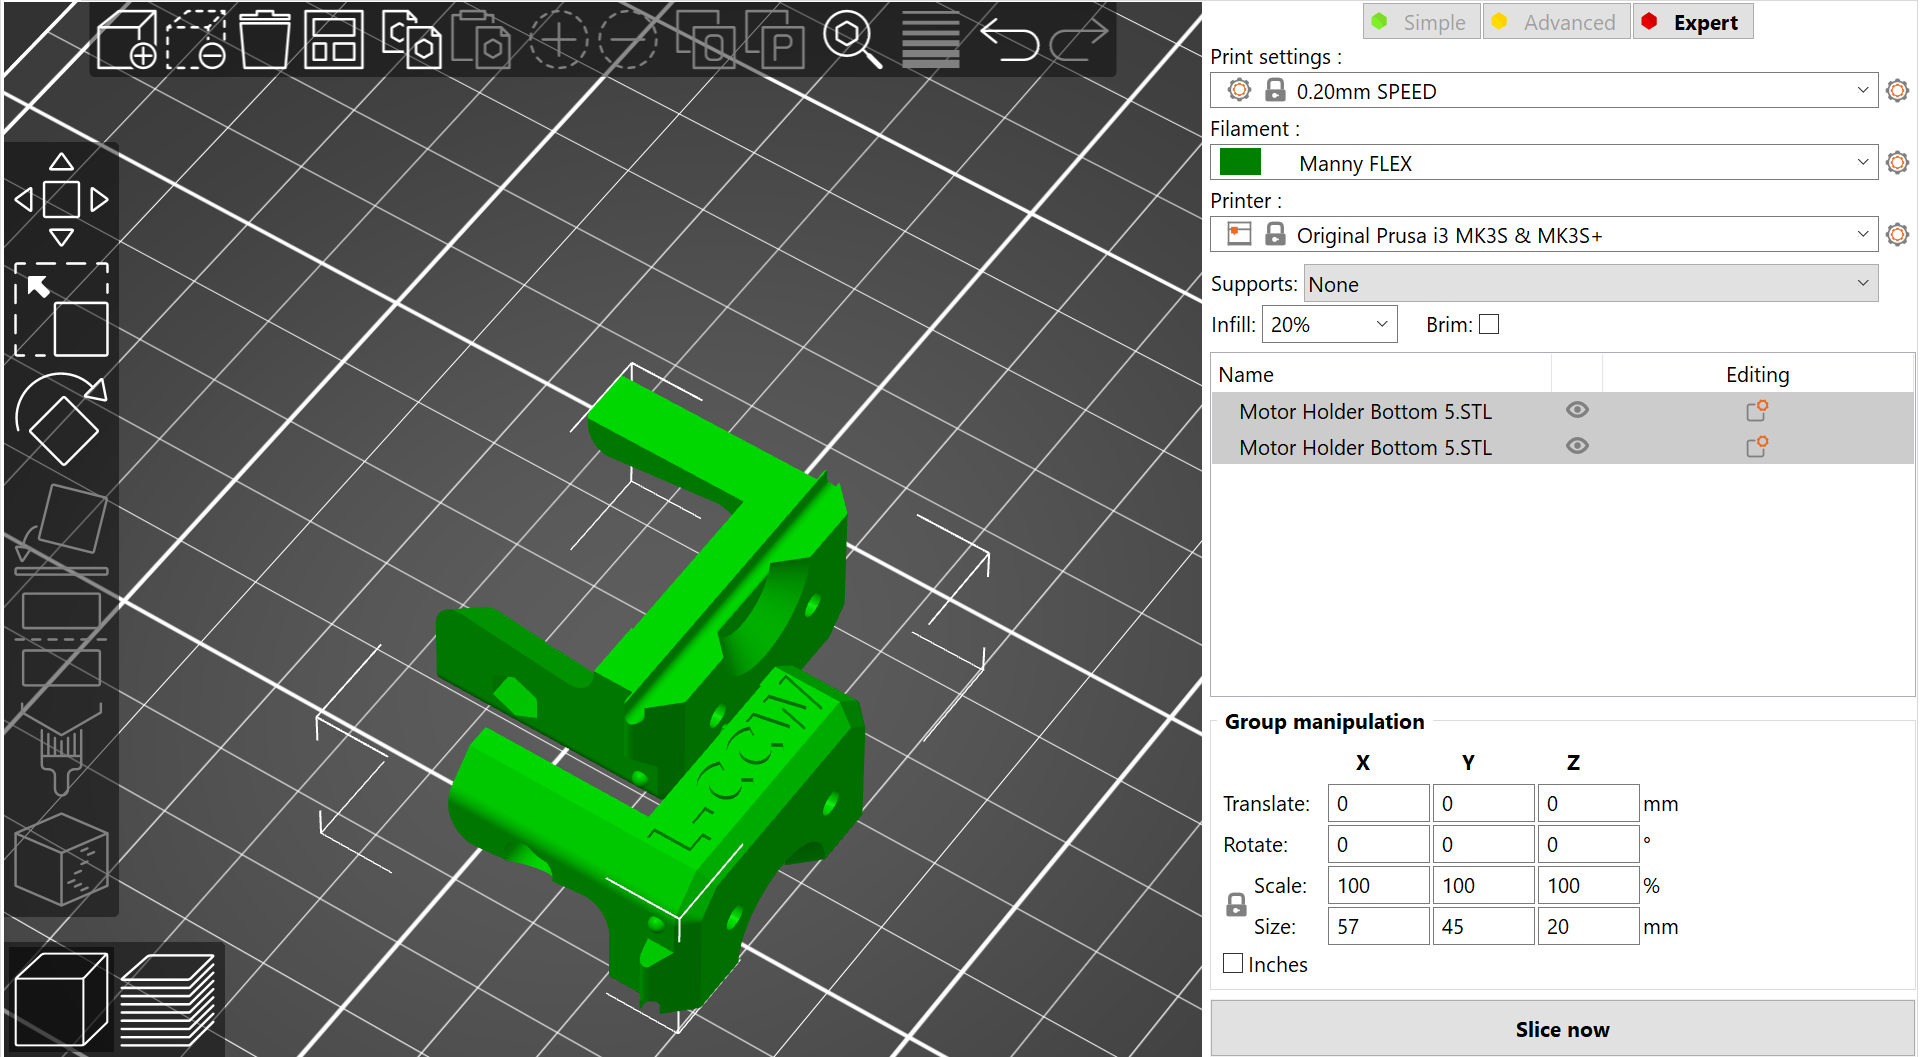 Simple Advanced Expert
Print settings :
0.20mm SPEED
Filament :
Manny FLEX
Printer :
Original Prusa i3 MK3S & MK3S+
Supports: None
Infill: 20% Brim:
Name Editing
Motor Holder Bottom 5.STL
Motor Holder Bottom 5.STL
Group manipulation
X Y Z
Translate: 0 0 0 mm
Rotate: 0 0 0 °
Scale: 100 100 100 %
Size: 57 45 20 mm
Inches
Slice now
O P